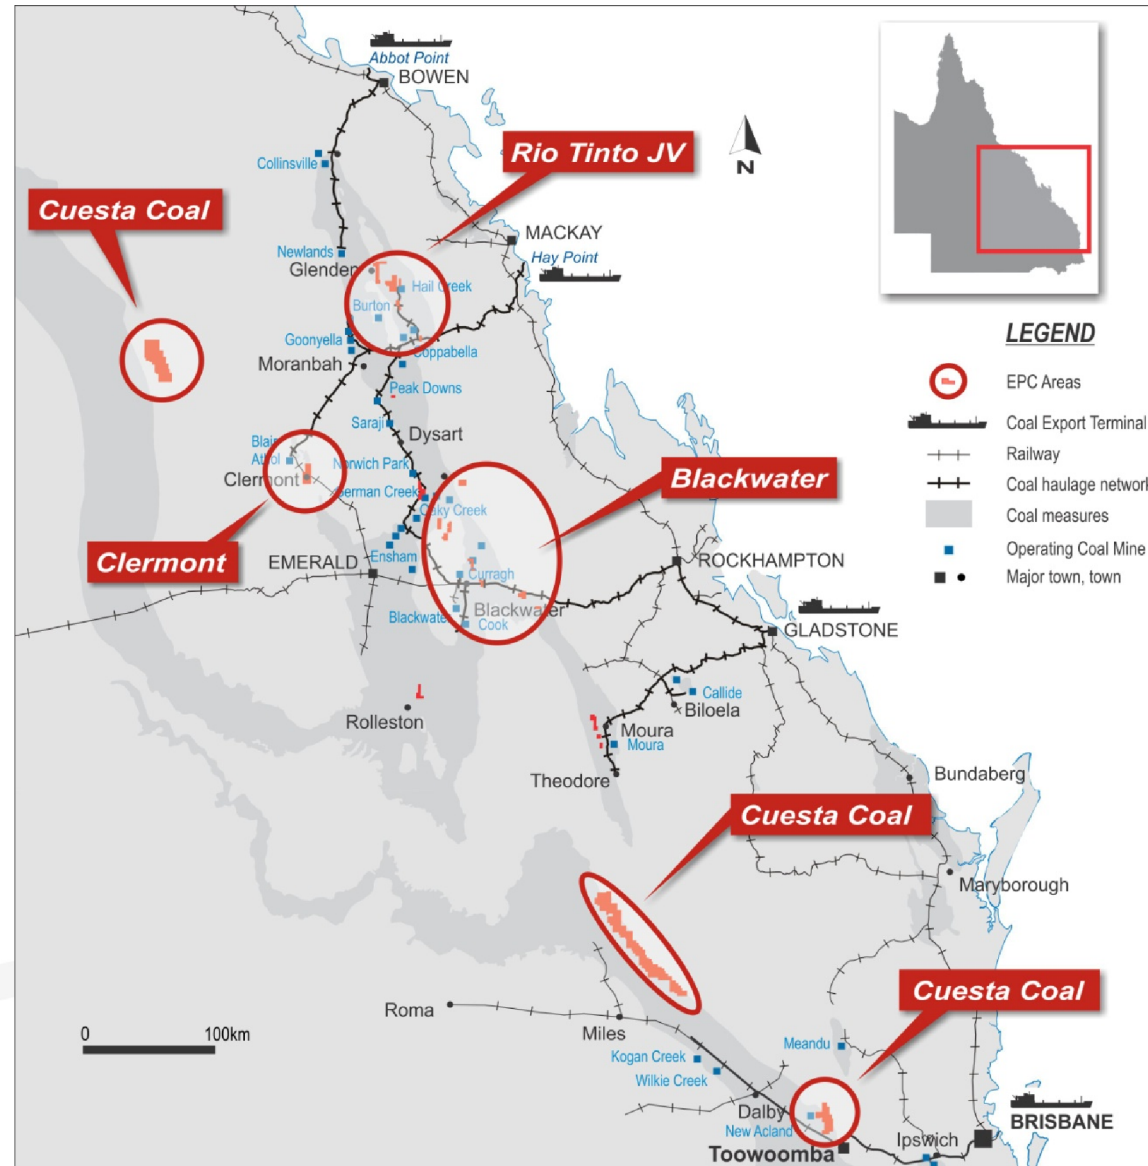 Abbot Point
BOWEN
Rio Tinto JV
N
Collinsville
Cuesta Coal
MACKAY
Newlands
Hay Point
Glenden
Hail Creek
Burton
Goonyella
Coppabella
Moranbah
Peak Downs
Saraji
Dysart
Blair
Athol
Norwich Park
Clermont
German Creek
Blackwater
Oaky Creek
Clermont
EMERALD
Ensham
ROCKHAMPTON
Curragh
Blackwater
Blackwater
Cook
GLADSTONE
Callide
Biloela
Rolleston
Moura
Moura
Theodore
Bundaberg
Cuesta Coal
Maryborough
Cuesta Coal
Roma
Miles
0 100km
Meandu
Kogan Creek
Wilkie Creek
Dalby
New Acland
BRISBANE
Ipswich
Toowoomba
LEGEND
EPC Areas
Coal Export Terminal
Railway
Coal haulage network
Coal measures
Operating Coal Mine
Major town, town